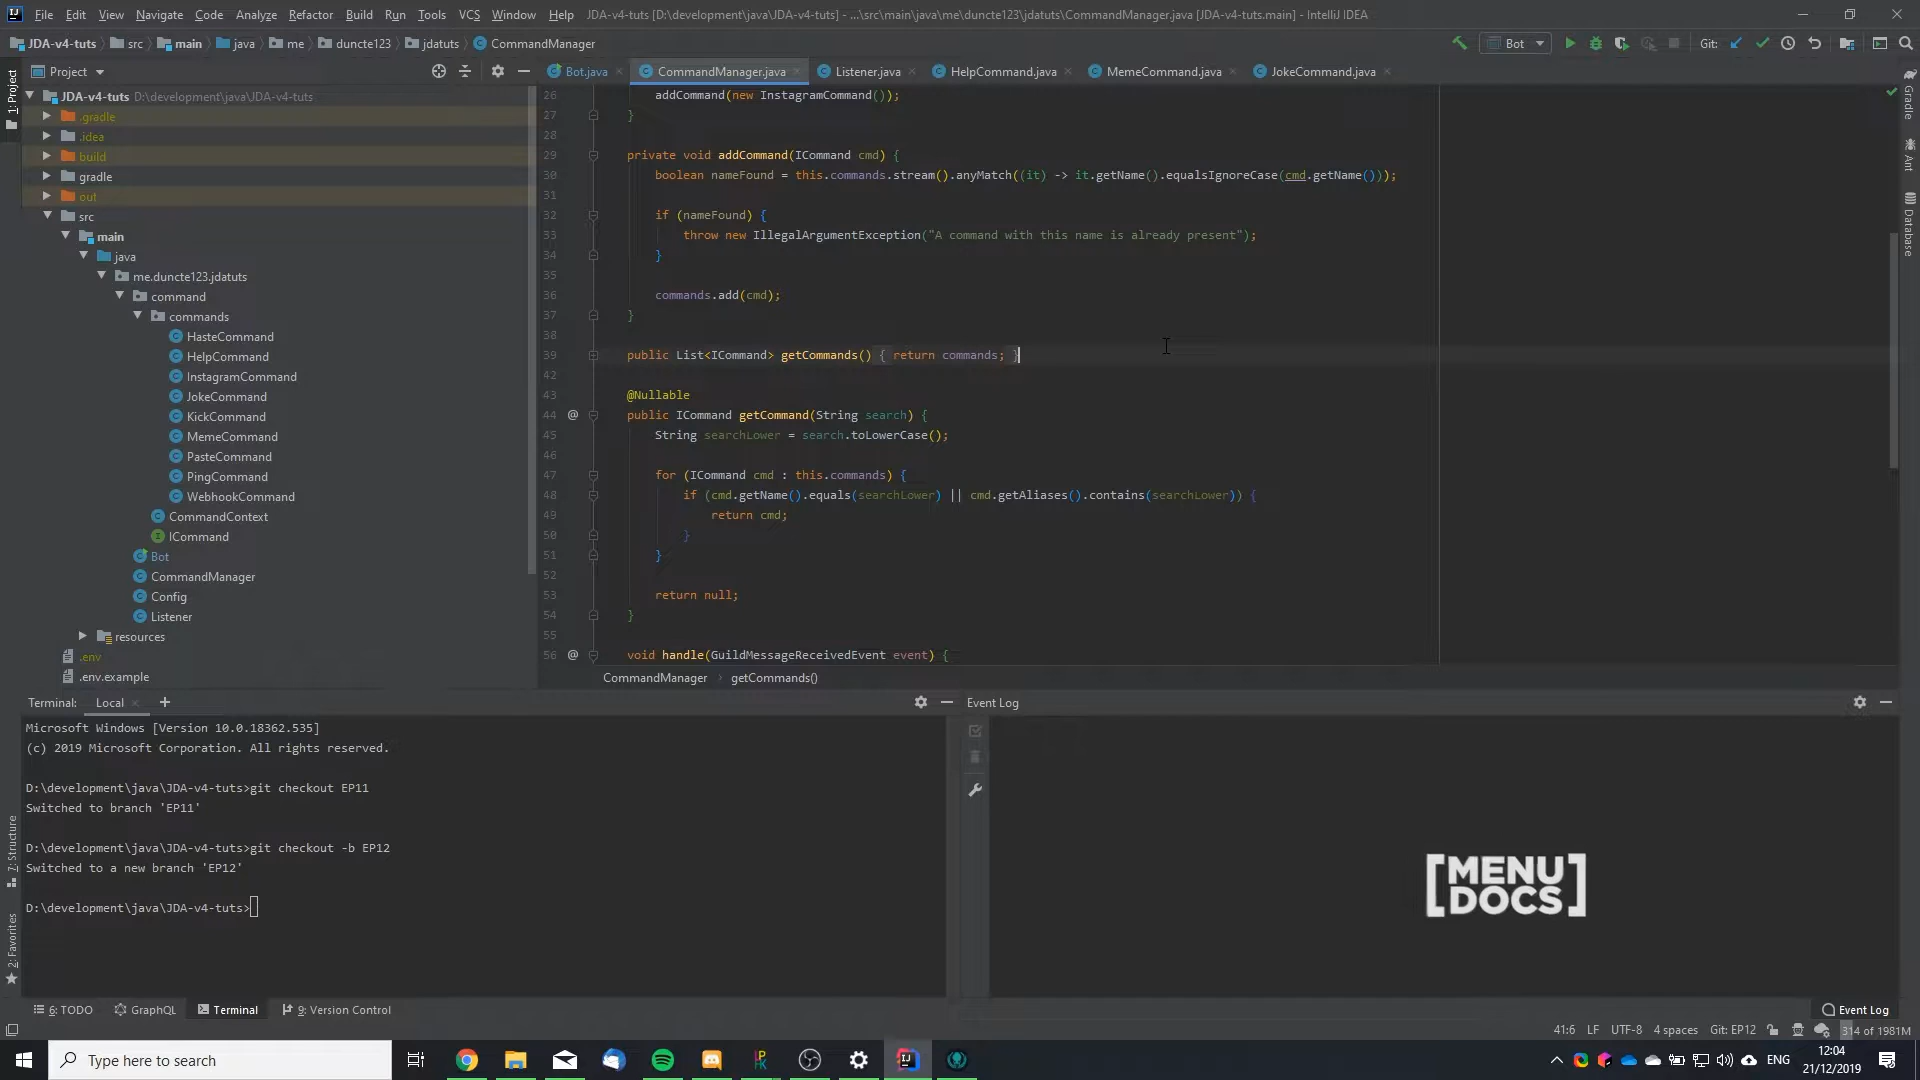 File Edit View Navigate Code Analyze Refactor Build Run Tools VCS Window Help JDA-v4-tuts [D:\development\java\JDA-v4-tuts] - ...\src\main\java\me\duncte123\jdatuts\CommandManager.java [JDA-v4-tuts.main] - IntelliJ IDEA
JDA-v4-tuts src main java me duncte123 jdatuts CommandManager Bot Git:
Project Bot.java CommandManager.java Listener.java HelpCommand.java MemeCommand.java JokeCommand.java
1: Project
7: Structure
2: Favorites
Gradle
Ant
Database
JDA-v4-tuts D:\development\java\JDA-v4-tuts
.gradle
.idea
build
gradle
out
src
main
java
me.duncte123.jdatuts
command
commands
HasteCommand
HelpCommand
InstagramCommand
JokeCommand
KickCommand
MemeCommand
PasteCommand
PingCommand
WebhookCommand
CommandContext
ICommand
Bot
CommandManager
Config
Listener
resources
.env
.env.example
26 addCommand(new InstagramCommand());
27 }
28
29 private void addCommand(ICommand cmd) {
30 boolean nameFound = this.commands.stream().anyMatch((it) -> it.getName().equalsIgnoreCase(cmd.getName()));
31
32 if (nameFound) {
33 throw new IllegalArgumentException("A command with this name is already present");
34 }
35
36 commands.add(cmd);
37 }
38
39 public List<ICommand> getCommands() { return commands; }
42
43 @Nullable
44 @ public ICommand getCommand(String search) {
45 String searchLower = search.toLowerCase();
46
47 for (ICommand cmd : this.commands) {
48 if (cmd.getName().equals(searchLower) || cmd.getAliases().contains(searchLower)) {
49 return cmd;
50 }
51 }
52
53 return null;
54 }
55
56 @ void handle(GuildMessageReceivedEvent event) {
CommandManager › getCommands()
Terminal: Local +
Microsoft Windows [Version 10.0.18362.535]
(c) 2019 Microsoft Corporation. All rights reserved.
D:\development\java\JDA-v4-tuts>git checkout EP11
Switched to branch 'EP11'
D:\development\java\JDA-v4-tuts>git checkout -b EP12
Switched to a new branch 'EP12'
D:\development\java\JDA-v4-tuts>
Event Log
[MENU
DOCS]
6: TODO GraphQL Terminal 9: Version Control Event Log
41:6 LF UTF-8 4 spaces Git: EP12 314 of 1981M
Type here to search
ENG
12:04
21/12/2019